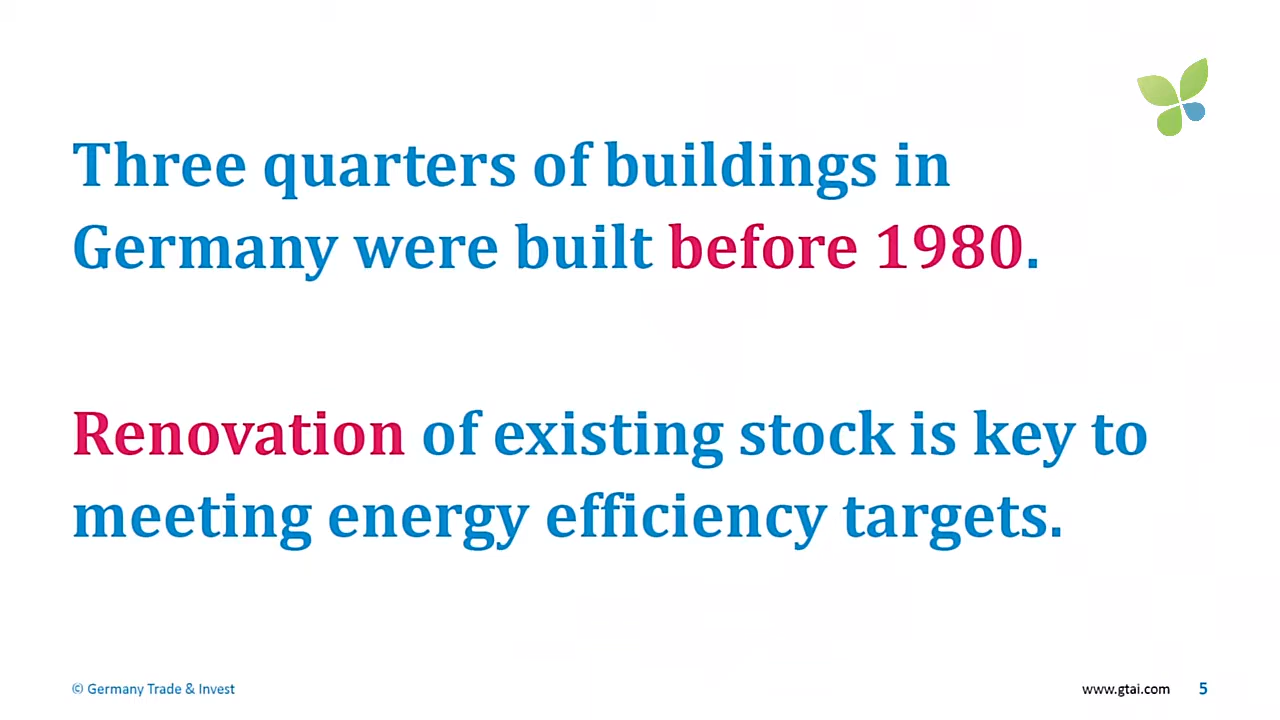 Three quarters of buildings in
Germany were built before 1980.
Renovation of existing stock is key to
meeting energy efficiency targets.
© Germany Trade & Invest
www.gtai.com
5